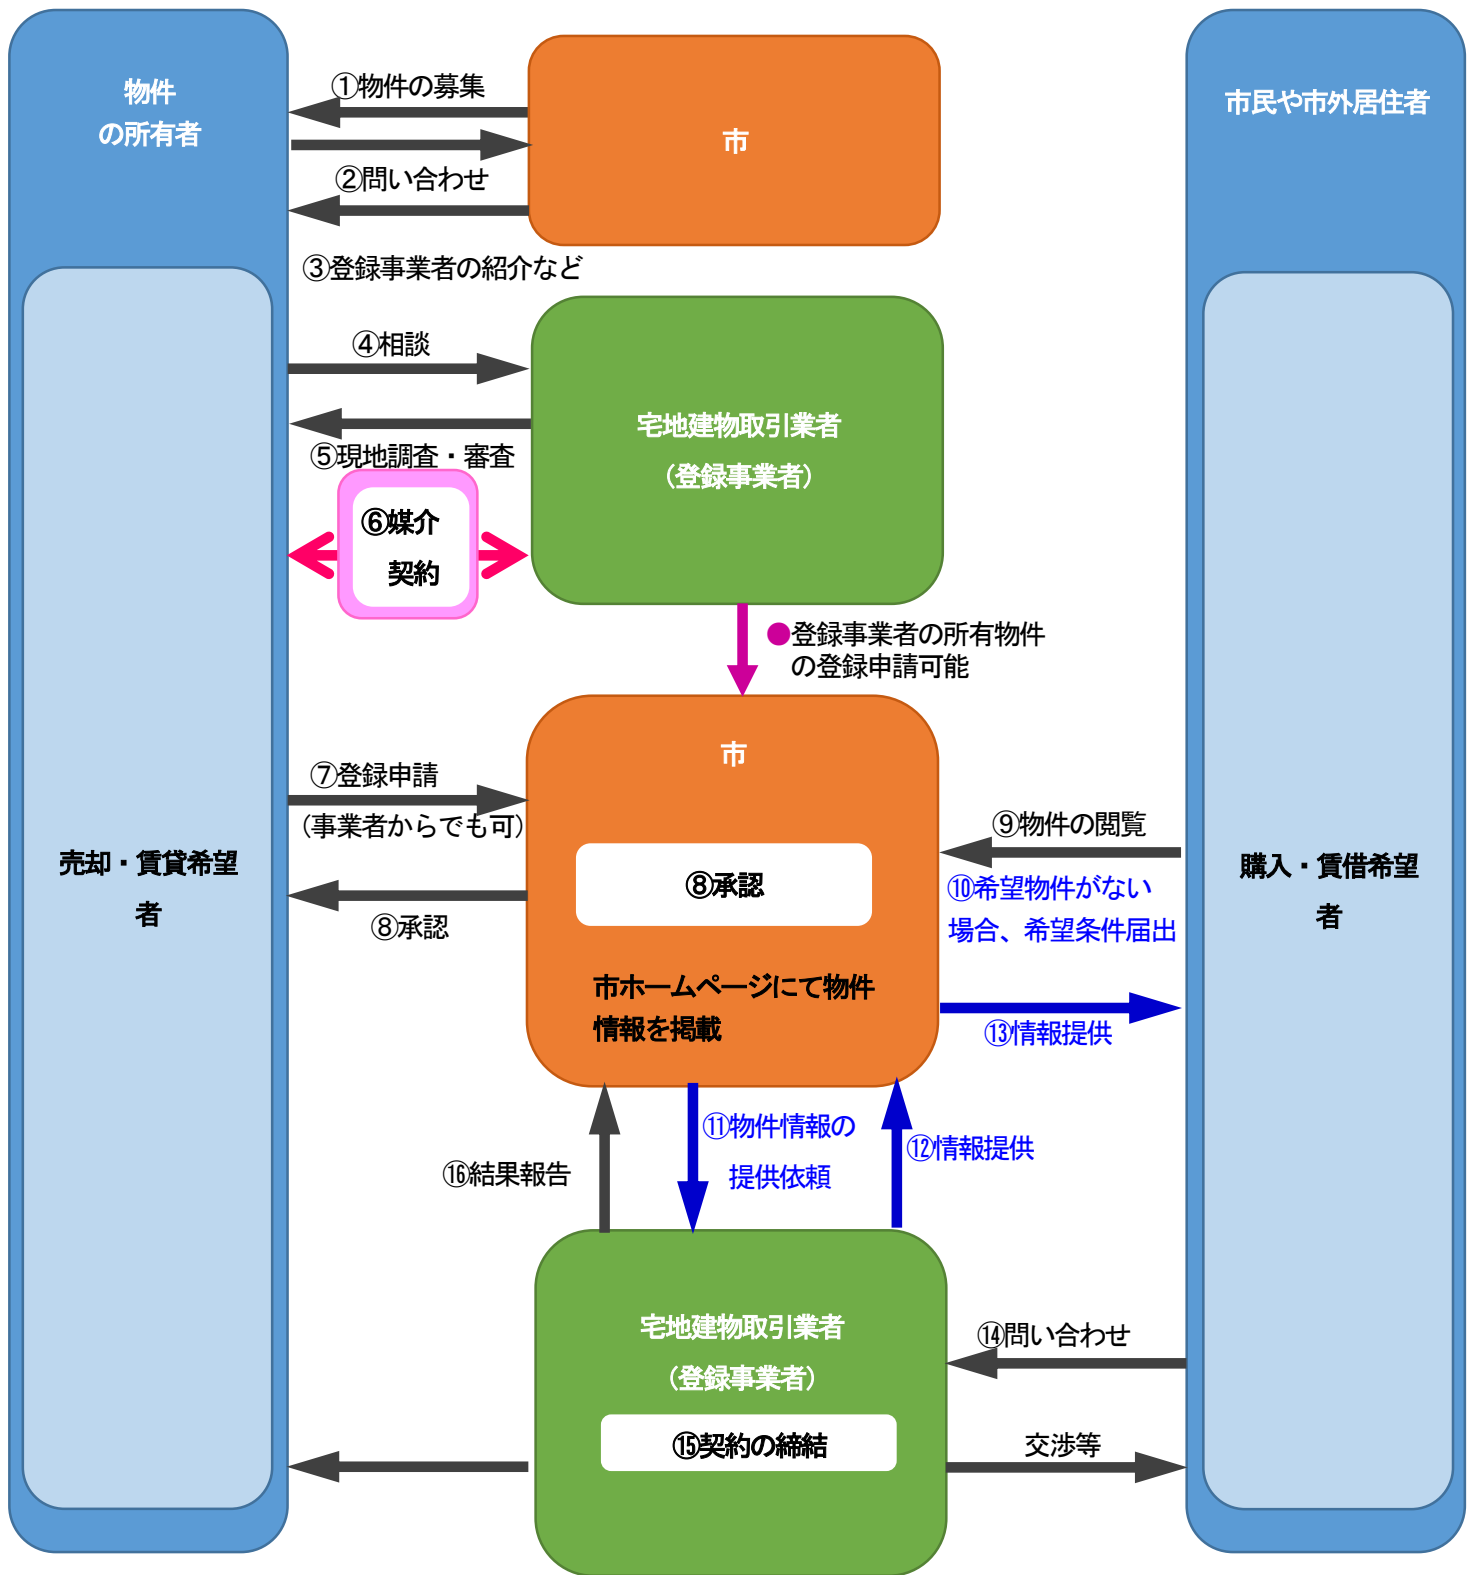 物件
の所有者
①物件の募集
市
市民や市外居住者
②問い合わせ
③登録事業者の紹介など
④相談
宅地建物取引業者
（登録事業者）
⑤現地調査・審査
⑥媒介
契約
●登録事業者の所有物件
の登録申請可能
市
⑦登録申請
（事業者からでも可）
⑨物件の閲覧
売却・賃貸希望
者
⑧承認
購入・賃借希望
者
⑩希望物件がない
場合、希望条件届出
⑧承認
市ホームページにて物件
情報を掲載
⑬情報提供
⑪物件情報の
提供依頼
⑫情報提供
⑯結果報告
宅地建物取引業者
（登録事業者）
⑭問い合わせ
⑮契約の締結
交渉等